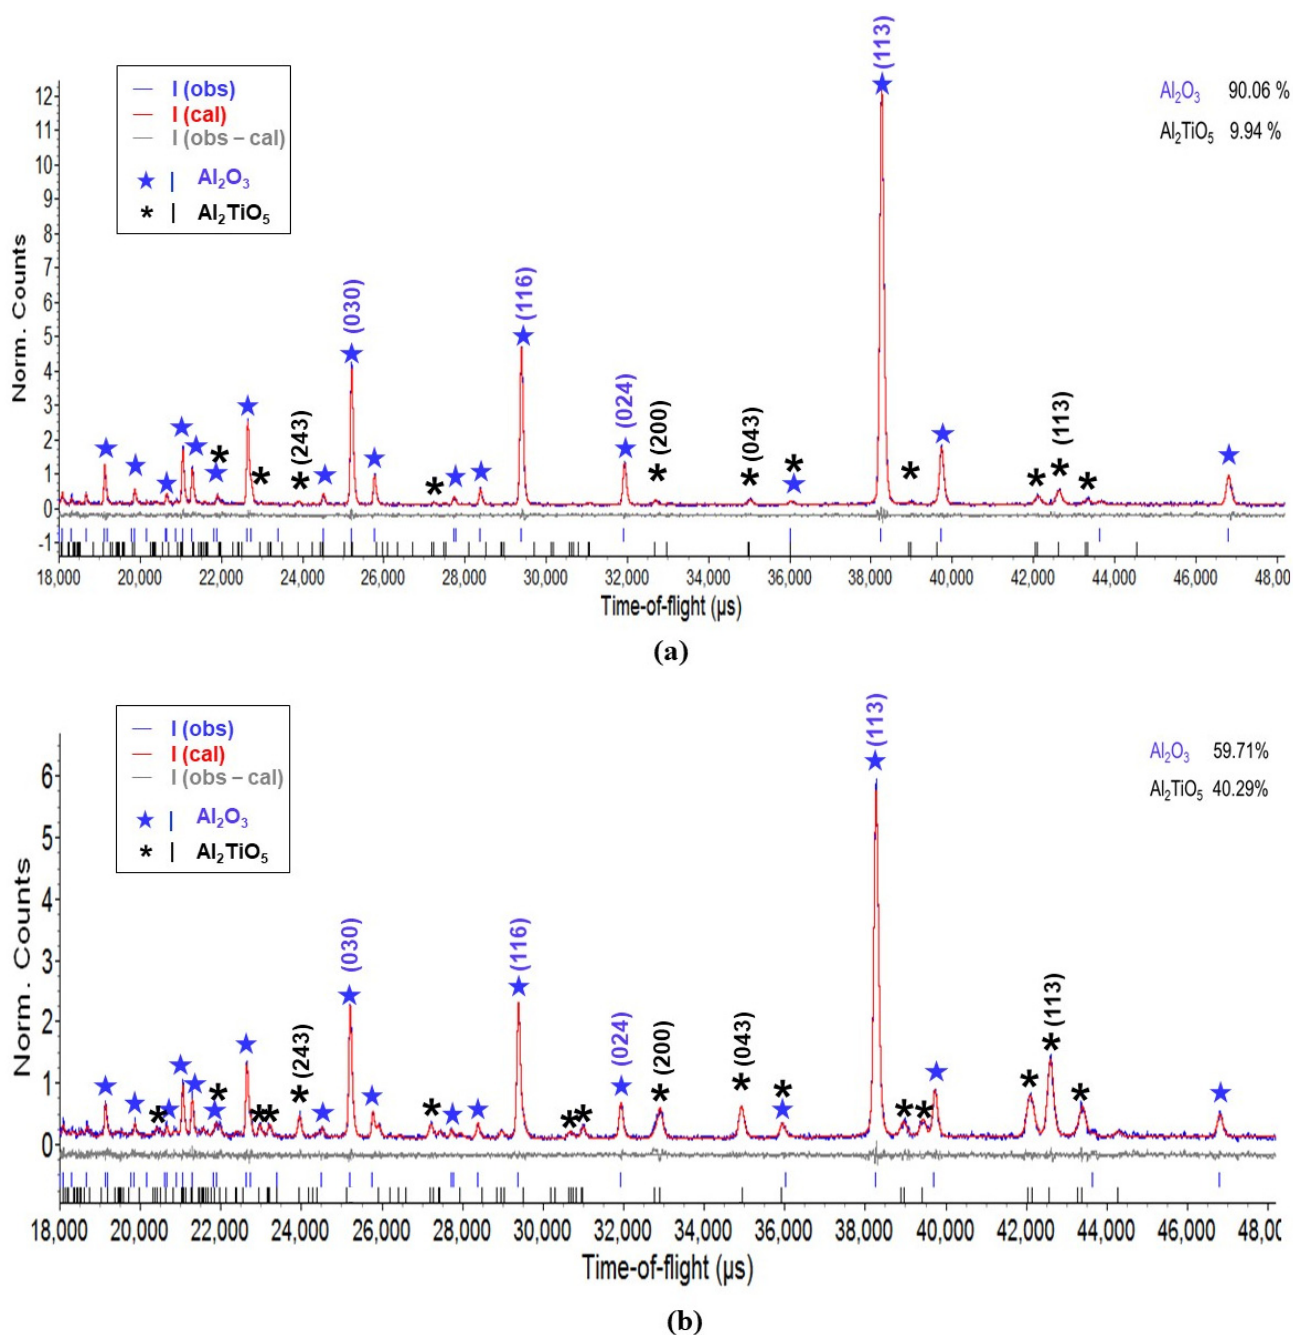 (113)
I (obs)
I (cal)
I (obs – cal)
★ | Al₂O₃
* | Al₂TiO₅
Al₂O₃ 90.06 %
Al₂TiO₅ 9.94 %
Norm. Counts
12
11
10
9
8
7
6
5
4
3
2
1
0
-1
(243)
(030)
(116)
(024)
(200)
(043)
(113)
18,000 20,000 22,000 24,000 26,000 28,000 30,000 32,000 34,000 36,000 38,000 40,000 42,000 44,000 46,000 48,0
Time-of-flight (µs)
(a)
(113)
I (obs)
I (cal)
I (obs – cal)
★ | Al₂O₃
* | Al₂TiO₅
Al₂O₃ 59.71%
Al₂TiO₅ 40.29%
Norm. Counts
6
5
4
3
2
1
0
(243)
(030)
(116)
(024)
(200)
(043)
(113)
18,000 20,000 22,000 24,000 26,000 28,000 30,000 32,000 34,000 36,000 38,000 40,000 42,000 44,000 46,000 48,0
Time-of-flight (µs)
(b)